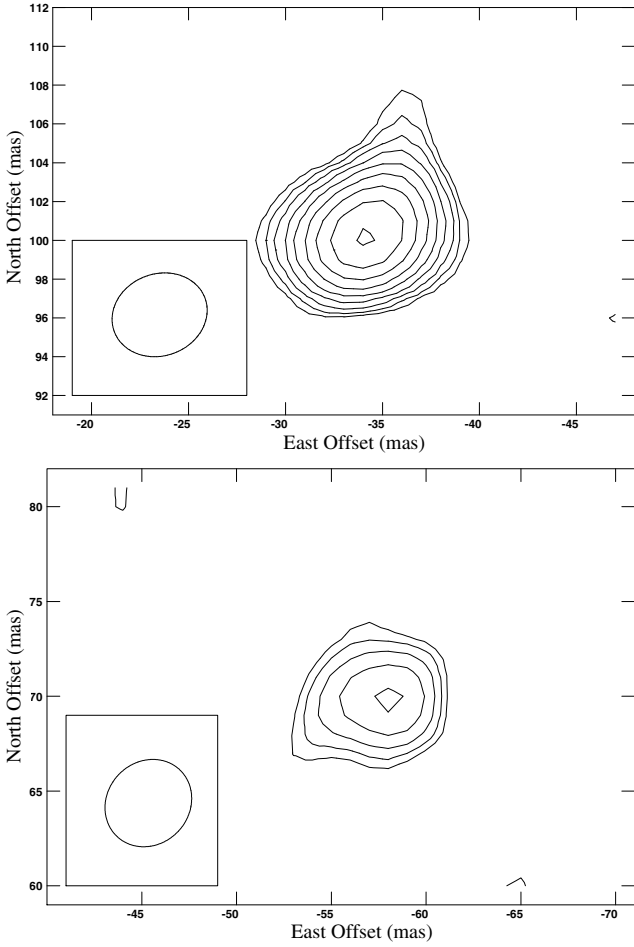 112
110
108
106
104
102
100
98
96
94
92
North Offset (mas)
-20 -25 -30 -35 -40 -45
East Offset (mas)
80
75
70
65
60
North Offset (mas)
-45 -50 -55 -60 -65 -70
East Offset (mas)